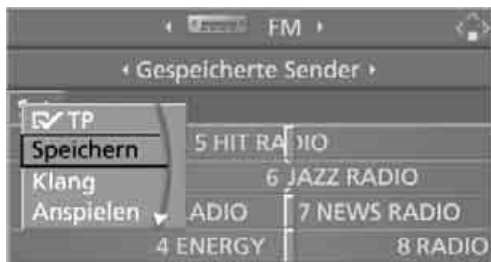 FM
Gespeicherte Sender
TP
Speichern
Klang
Anspielen
5 HIT RADIO
6 JAZZ RADIO
ADIO
7 NEWS RADIO
4 ENERGY
8 RADIO